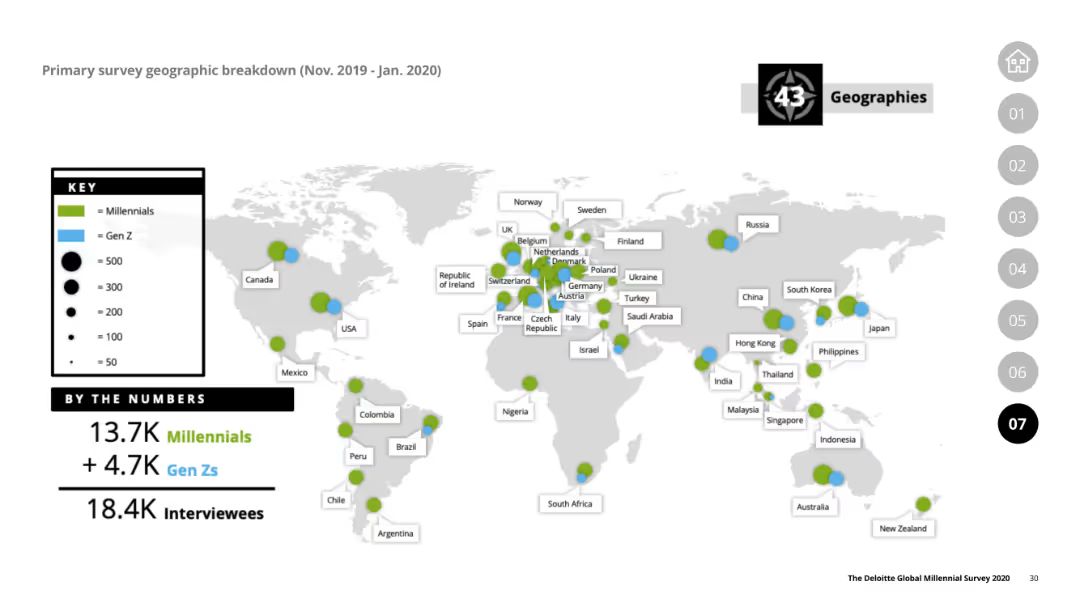 Primary survey geographic breakdown (Nov. 2019 - Jan. 2020)
43 Geographies
01
02
03
04
05
06
07
KEY
= Millennials
= Gen Z
= 500
= 300
= 200
= 100
= 50
BY THE NUMBERS
13.7K Millennials
+ 4.7K Gen Zs
18.4K Interviewees
Norway
Sweden
UK
Belgium
Finland
Netherlands
Denmark
Russia
Canada
Republic
of Ireland
Switzerland
Poland
Ukraine
Germany
Austria
Turkey
South Korea
China
USA
Spain
France
Czech
Republic
Italy
Saudi Arabia
Japan
Israel
Hong Kong
Philippines
Mexico
India
Thailand
Colombia
Nigeria
Malaysia
Singapore
Brazil
Peru
Indonesia
Chile
South Africa
Australia
Argentina
New Zealand
The Deloitte Global Millennial Survey 2020 30